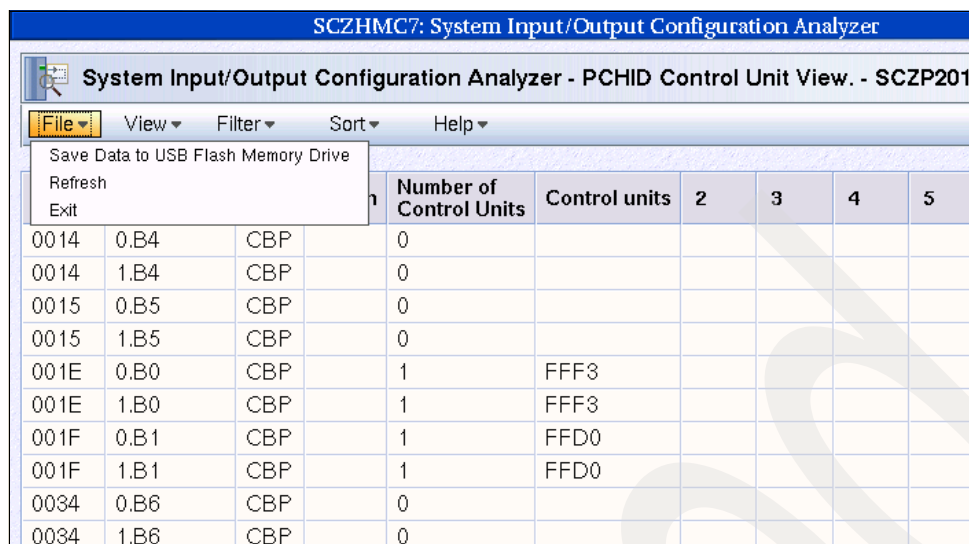 SCZHMC7: System Input/Output Configuration Analyzer
System Input/Output Configuration Analyzer - PCHID Control Unit View. - SCZP201
File View Filter Sort Help
Save Data to USB Flash Memory Drive
Refresh
Exit
n Number of Control Units Control units 2 3 4 5
0014 0.B4 CBP 0
0014 1.B4 CBP 0
0015 0.B5 CBP 0
0015 1.B5 CBP 0
001E 0.B0 CBP 1 FFF3
001E 1.B0 CBP 1 FFF3
001F 0.B1 CBP 1 FFD0
001F 1.B1 CBP 1 FFD0
0034 0.B6 CBP 0
0034 1.B6 CBP 0